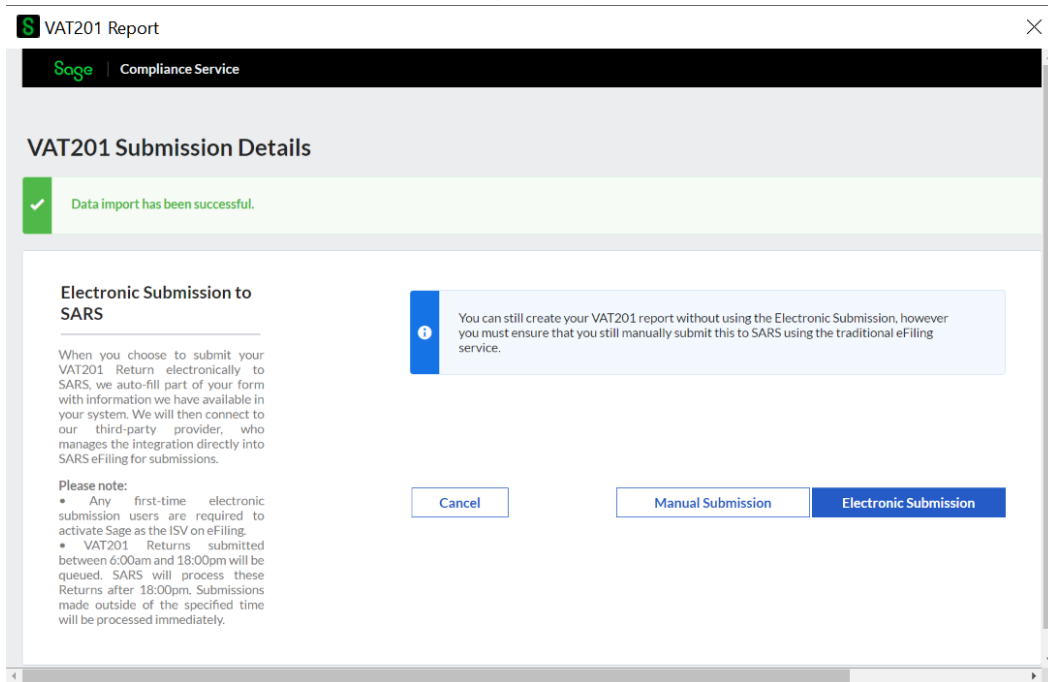 S VAT201 Report
Sage | Compliance Service
VAT201 Submission Details
Data import has been successful.
Electronic Submission to
SARS
When you choose to submit your
VAT201 Return electronically to
SARS, we auto-fill part of your form
with information we have available in
your system. We will then connect to
our third-party provider, who
manages the integration directly into
SARS eFiling for submissions.
Please note:
• Any first-time electronic
submission users are required to
activate Sage as the ISV on eFiling.
• VAT201 Returns submitted
between 6:00am and 18:00pm will be
queued. SARS will process these
Returns after 18:00pm. Submissions
made outside of the specified time
will be processed immediately.
You can still create your VAT201 report without using the Electronic Submission, however
you must ensure that you still manually submit this to SARS using the traditional eFiling
service.
Cancel
Manual Submission
Electronic Submission